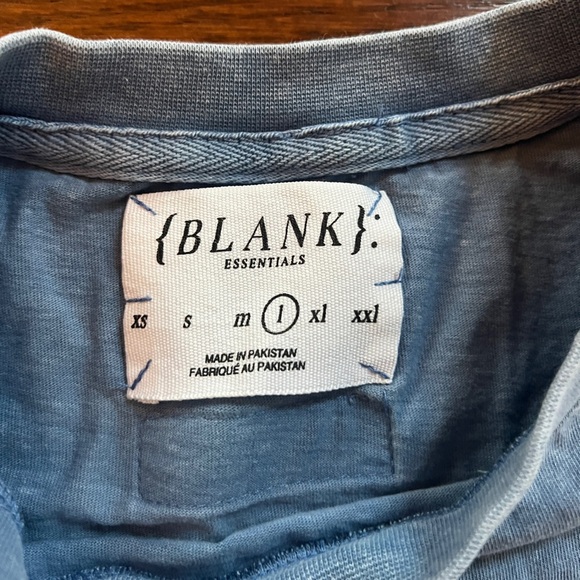 {BLANK}:
ESSENTIALS
xs s m l xl xxl
MADE IN PAKISTAN
FABRIQUÉ AU PAKISTAN